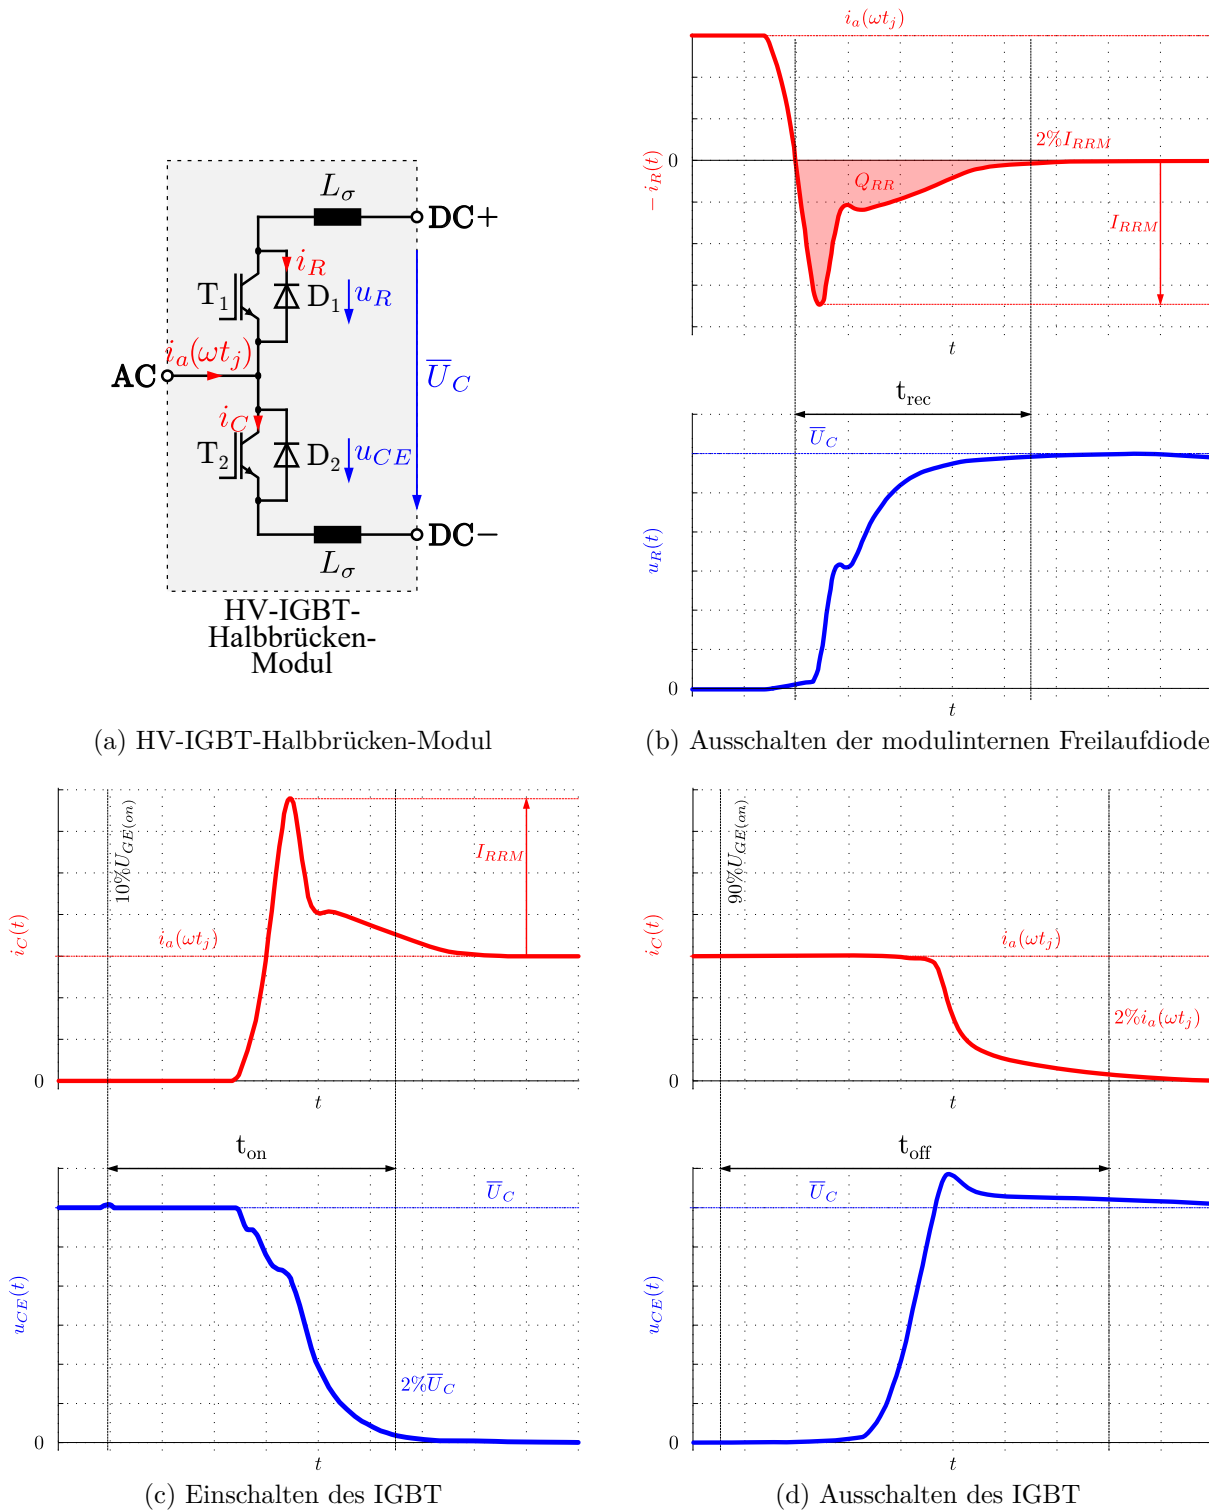 L_σ
DC+
T_1
i_R
D_1
u_R
i_a(ωt_j)
AC
U̅_C
i_C
T_2
D_2
u_CE
DC−
L_σ
HV-IGBT-
Halbbrücken-
Modul
(a) HV-IGBT-Halbbrücken-Modul
i_a(ωt_j)
2%I_RRM
0
Q_RR
−i_R(t)
I_RRM
t
t_rec
U̅_C
u_R(t)
0
t
(b) Ausschalten der modulinternen Freilaufdiode
10%U_GE(on)
I_RRM
i_a(ωt_j)
i_C(t)
0
t
t_on
U̅_C
u_CE(t)
2%U̅_C
0
t
(c) Einschalten des IGBT
90%U_GE(on)
i_a(ωt_j)
i_C(t)
2%i_a(ωt_j)
0
t
t_off
U̅_C
u_CE(t)
0
t
(d) Ausschalten des IGBT